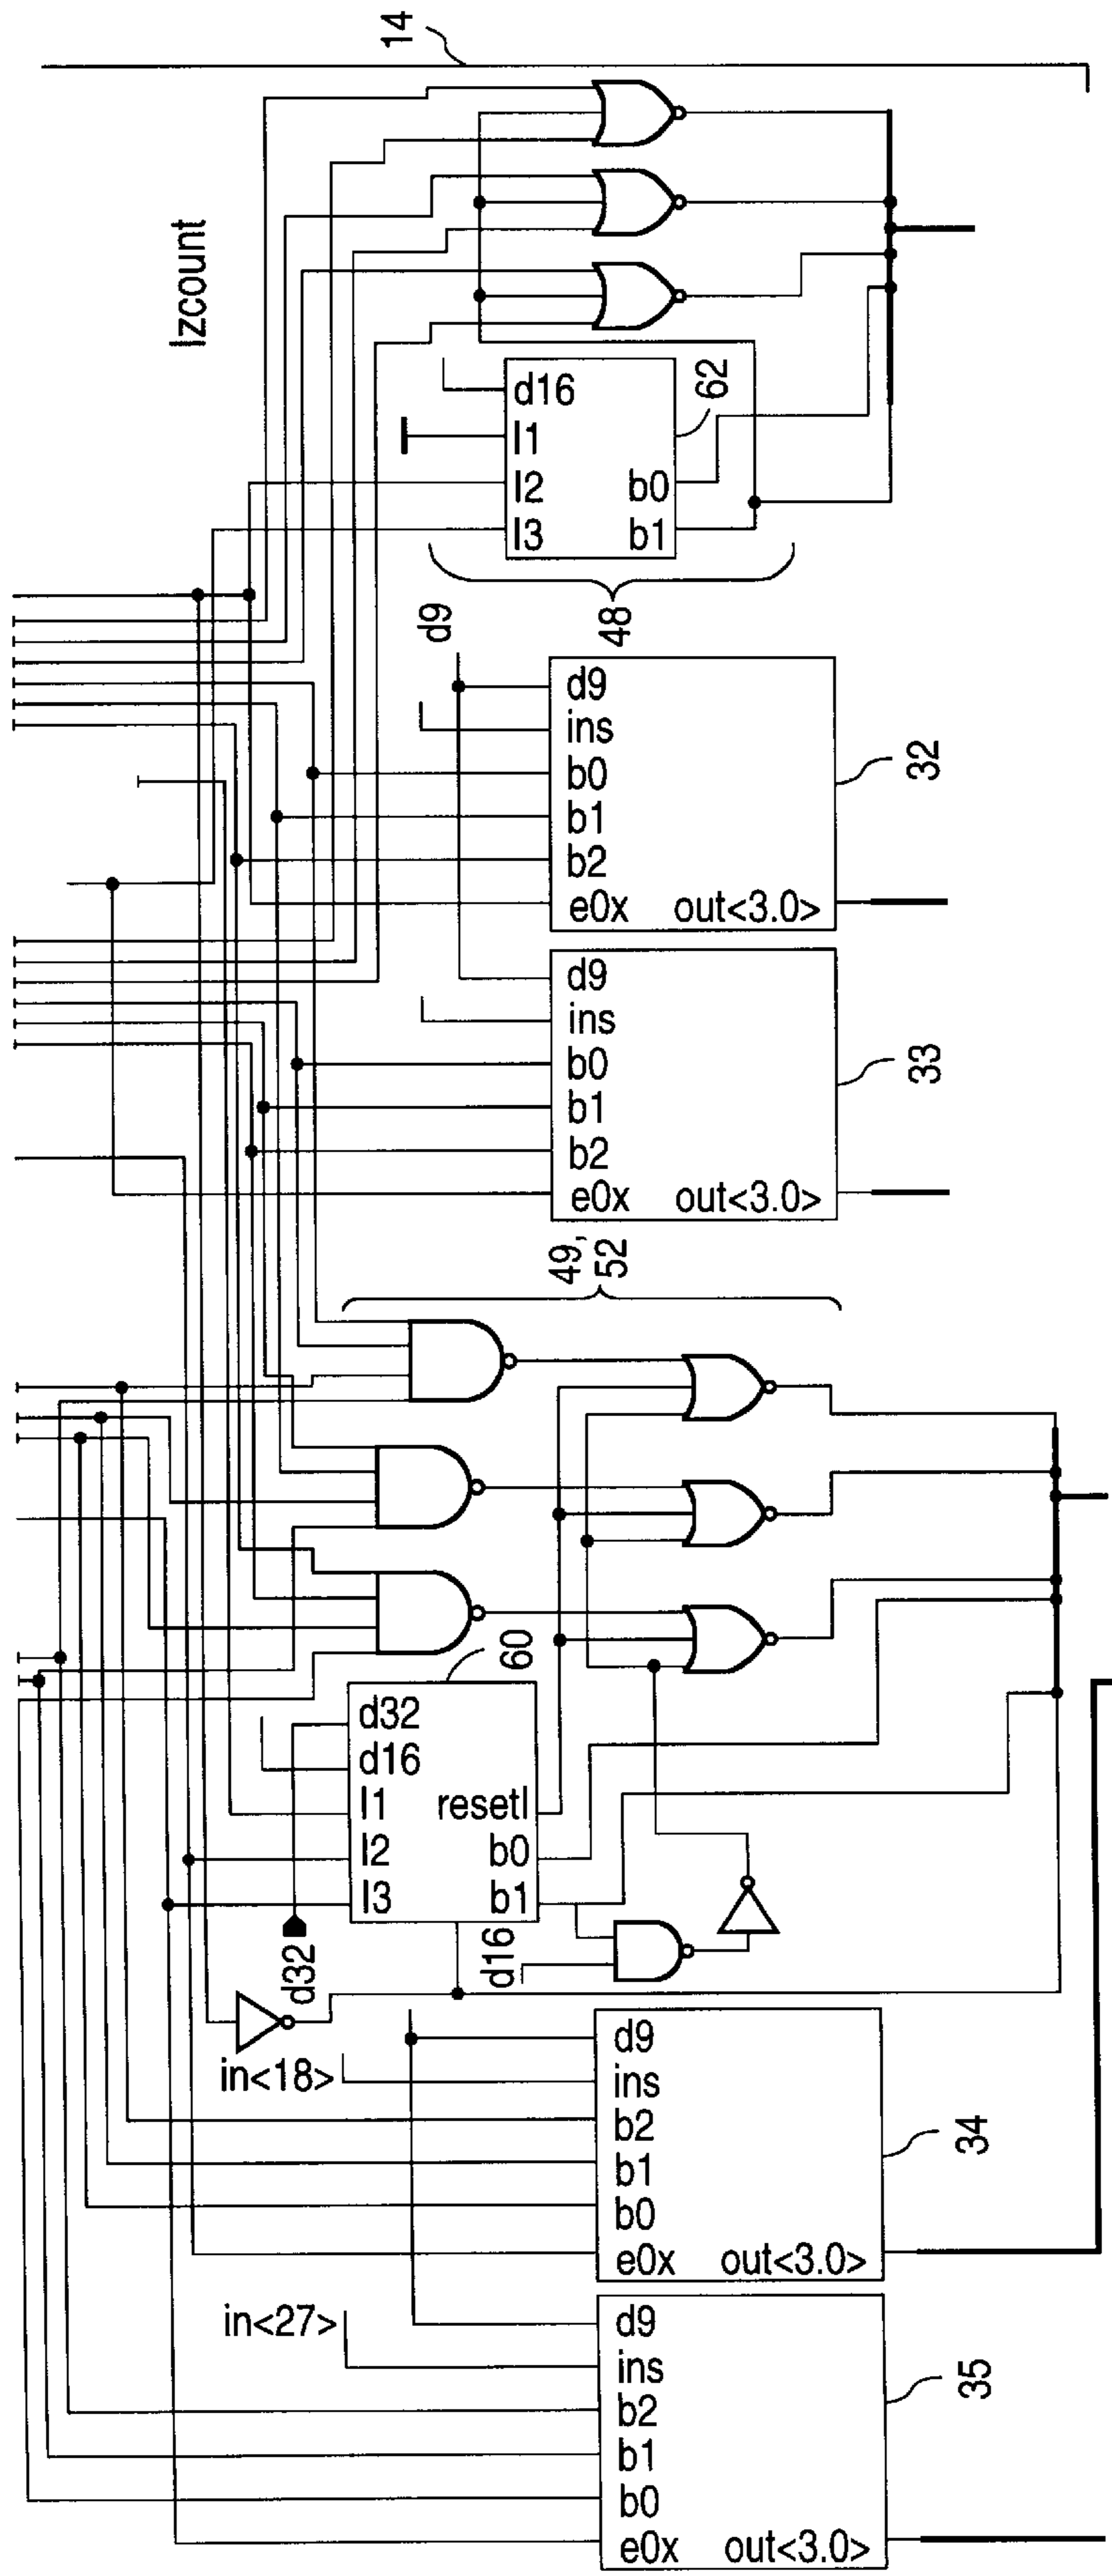 14
lzcount
d16
l1
l2
l3
b0
b1
62
48
d9
d9
ins
b0
b1
b2
e0x out<3.0>
32
d9
ins
b0
b1
b2
e0x out<3.0>
33
49,
52
60
d32
d16
l1
l2
l3
resetl
b0
b1
d32
d16
in<18>
d9
ins
b2
b1
b0
e0x out<3.0>
34
in<27>
d9
ins
b2
b1
b0
e0x out<3.0>
35